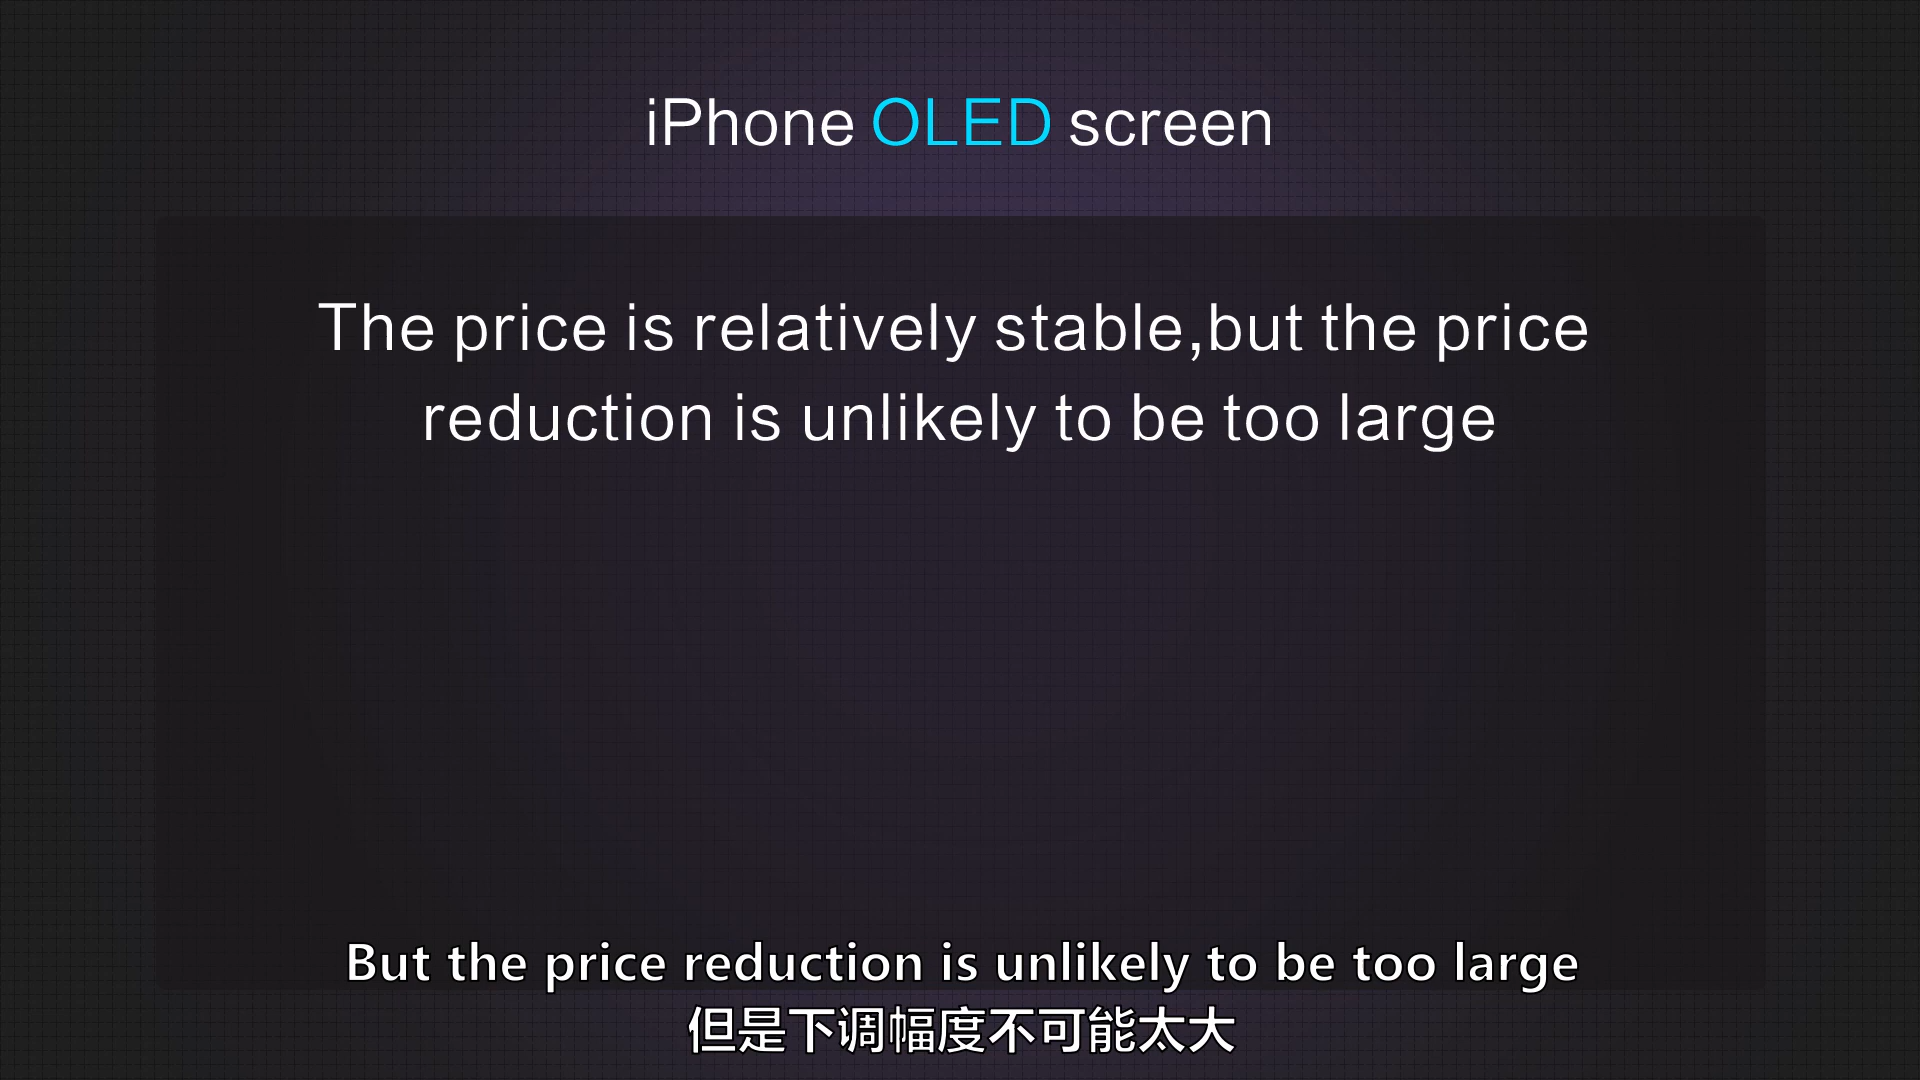 iPhone OLED screen
The price is relatively stable,but the price
reduction is unlikely to be too large
But the price reduction is unlikely to be too large
但是下调幅度不可能太大